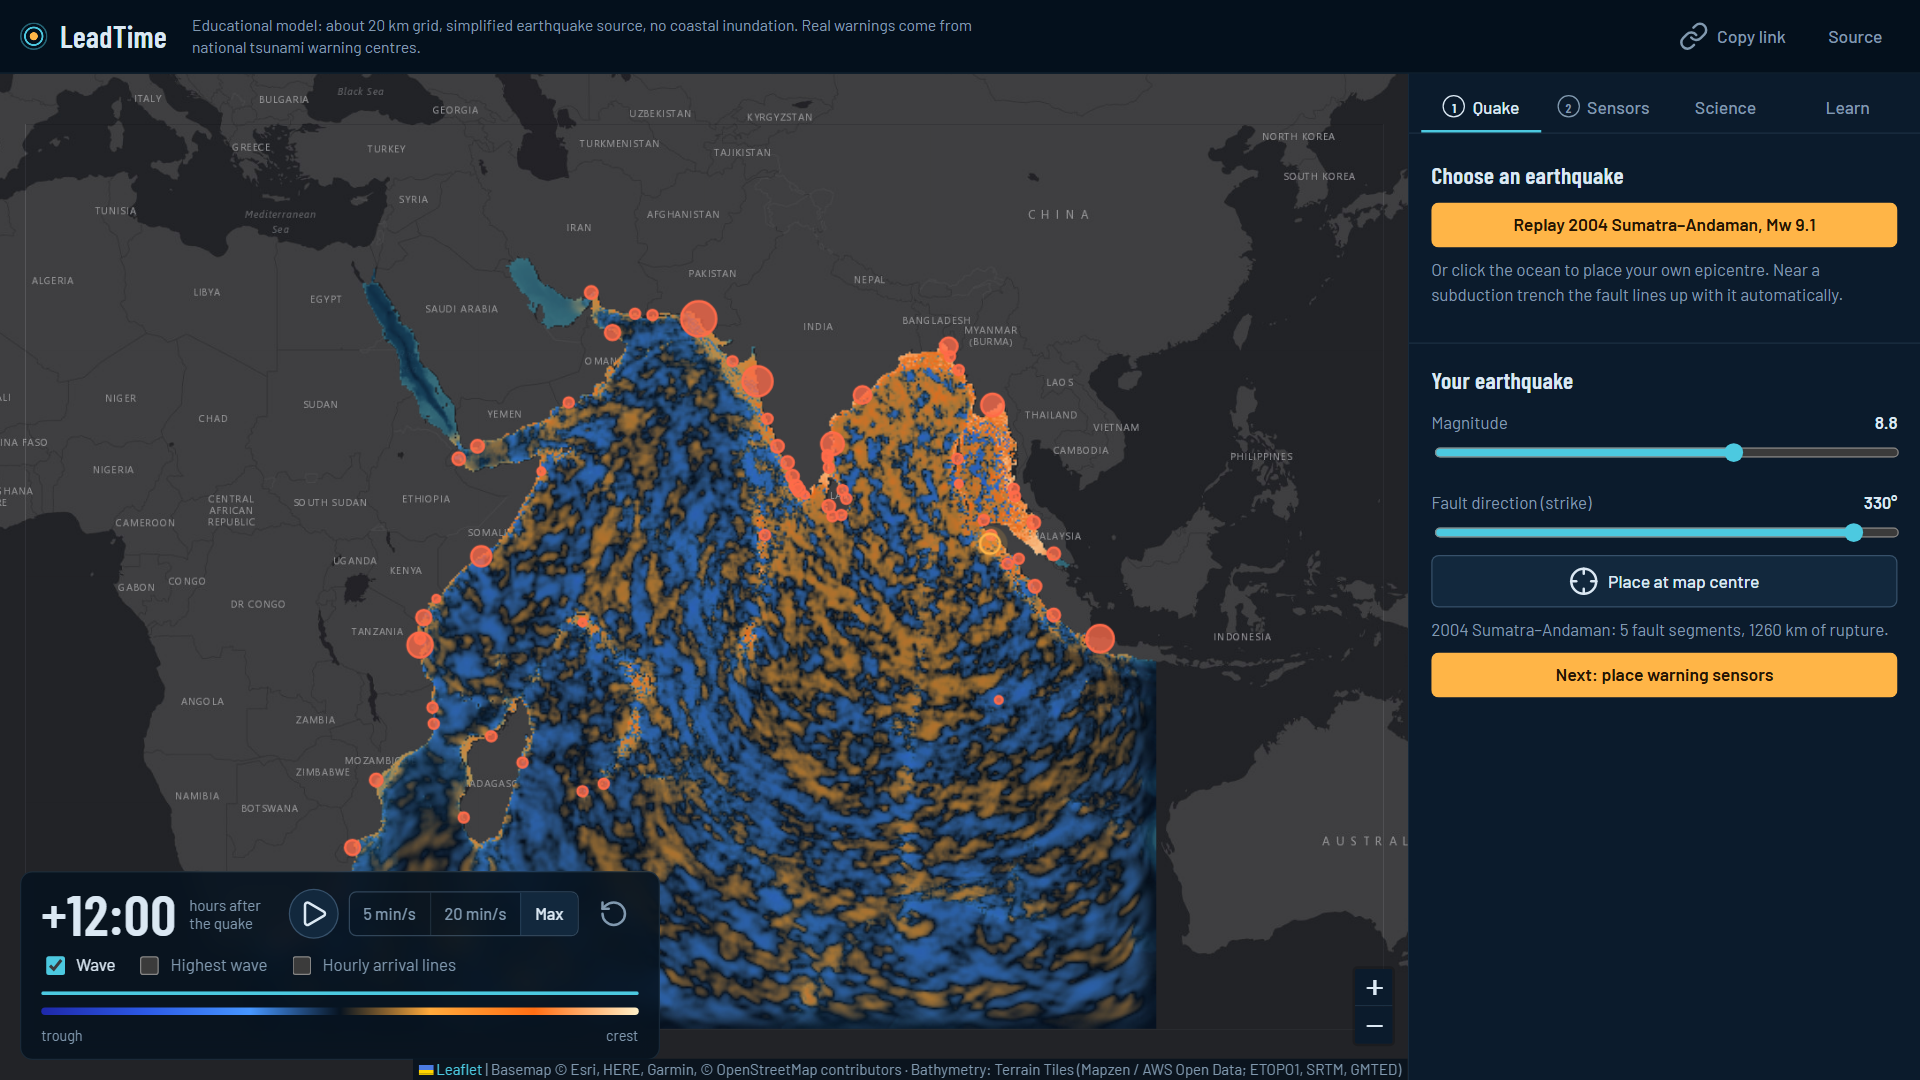 LeadTime
Educational model: about 20 km grid, simplified earthquake source, no coastal inundation. Real warnings come from
national tsunami warning centres.
Copy link
Source
1 Quake
2 Sensors
Science
Learn
Choose an earthquake
Replay 2004 Sumatra–Andaman, Mw 9.1
Or click the ocean to place your own epicentre. Near a
subduction trench the fault lines up with it automatically.
Your earthquake
Magnitude
8.8
Fault direction (strike)
330°
Place at map centre
2004 Sumatra–Andaman: 5 fault segments, 1260 km of rupture.
Next: place warning sensors
ITALY
BULGARIA
Black Sea
GEORGIA
UZBEKISTAN
KYRGYZSTAN
NORTH KOREA
GREECE
TURKEY
TURKMENISTAN
TAJIKISTAN
SOUTH KOREA
TUNISIA
SYRIA
Mediterranean
Sea
AFGHANISTAN
CHINA
IRAN
ALGERIA
LIBYA
EGYPT
SAUDI ARABIA
PAKISTAN
NEPAL
INDIA
BANGLADESH
MYANMAR
(BURMA)
OMAN
LAOS
NIGER
CHAD
SUDAN
YEMEN
THAILAND
VIETNAM
CAMBODIA
PHILIPPINES
INA FASO
NIGERIA
GHANA
CENTRAL
AFRICAN
REPUBLIC
SOUTH SUDAN
ETHIOPIA
CAMEROON
SOMAL
ALAYSIA
UGANDA
KENYA
GABON
CONGO
DR CONGO
TANZANIA
INDONESIA
ANGOLA
ZAMBIA
MOZAMBIC
ZIMBABWE
ADAGASC
NAMIBIA
BOTSWANA
AUSTRAL
+12:00
hours after
the quake
5 min/s
20 min/s
Max
Wave
Highest wave
Hourly arrival lines
trough
crest
+
−
Leaflet | Basemap © Esri, HERE, Garmin, © OpenStreetMap contributors · Bathymetry: Terrain Tiles (Mapzen / AWS Open Data; ETOPO1, SRTM, GMTED)